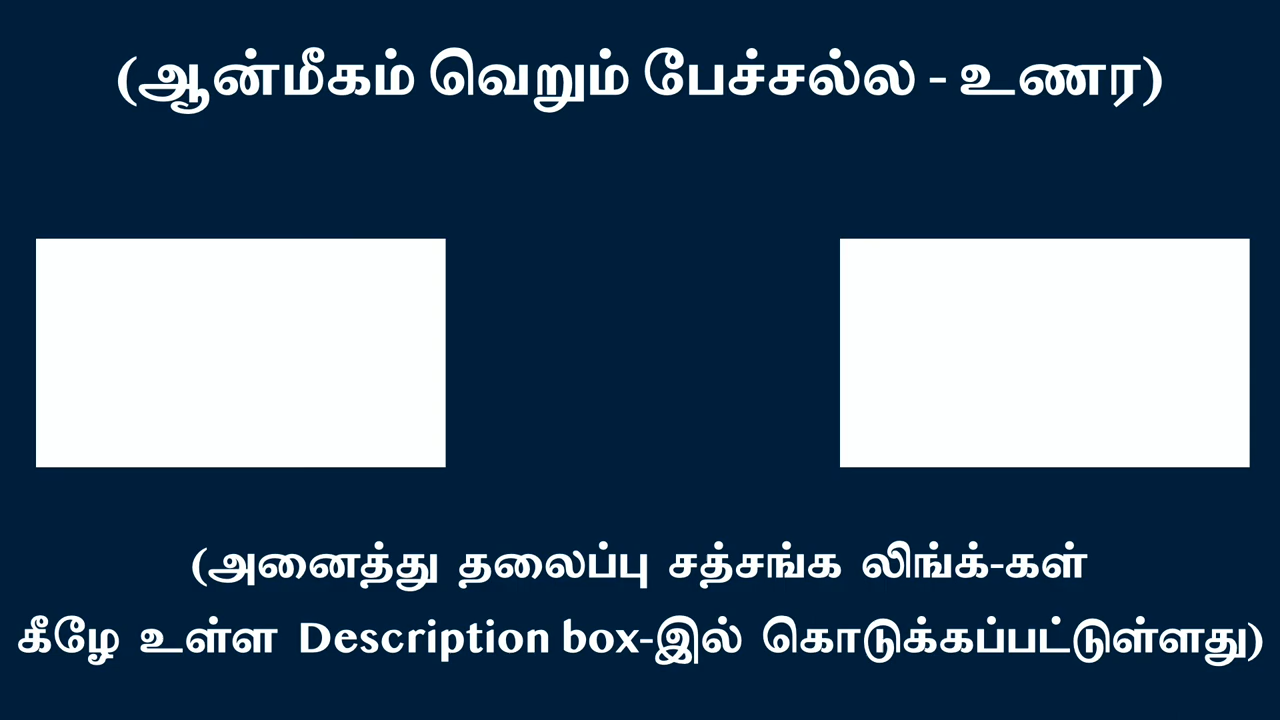 (ஆன்மீகம் வெறும் பேச்சல்ல - உணர)
(அனைத்து தலைப்பு சத்சங்க லிங்க்-கள்
கீழே உள்ள Description box-இல் கொடுக்கப்பட்டுள்ளது)